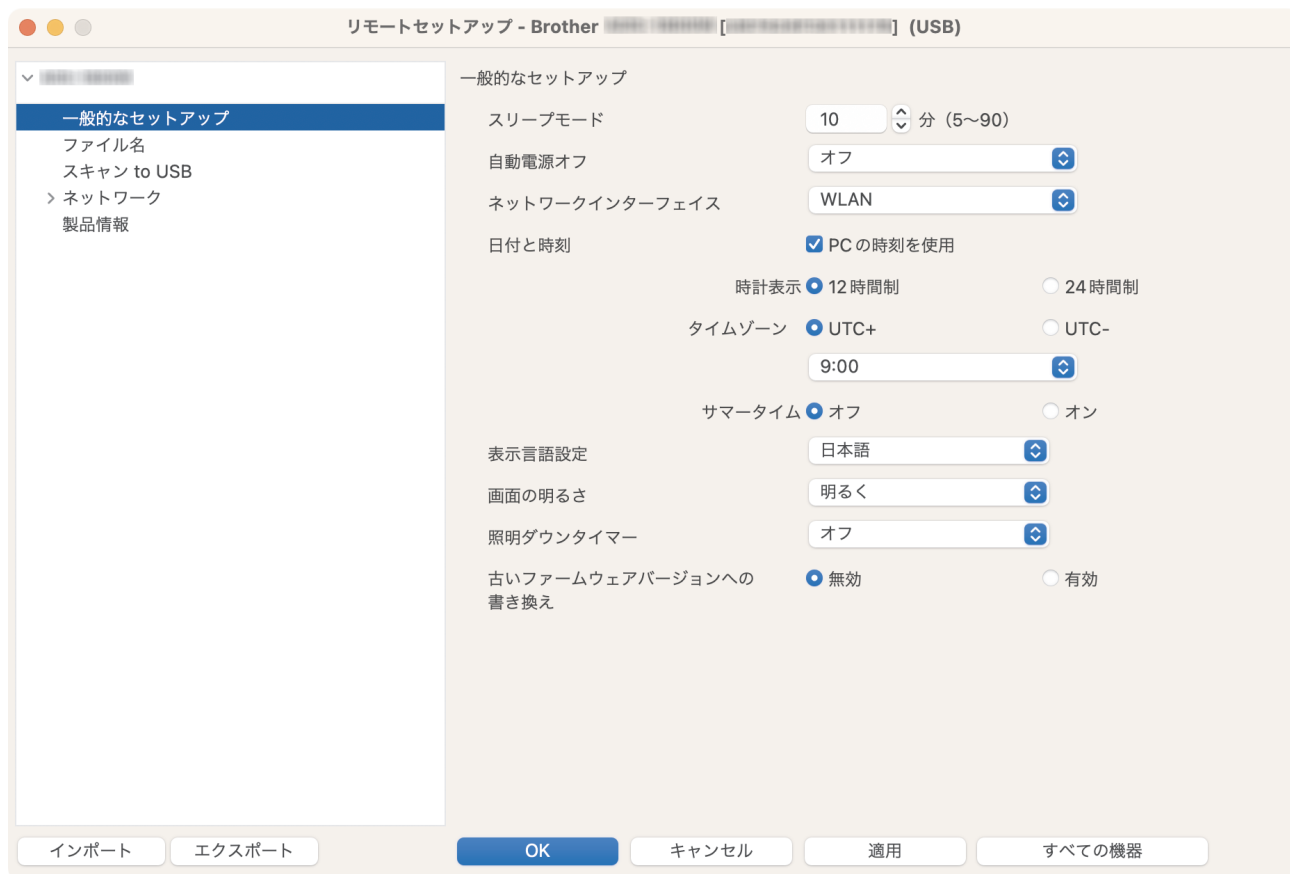 リモートセットアップ - Brother [ ] (USB)
一般的なセットアップ
ファイル名
スキャン to USB
ネットワーク
製品情報
一般的なセットアップ
スリープモード 10 分（5〜90）
自動電源オフ オフ
ネットワークインターフェイス WLAN
日付と時刻 PC の時刻を使用
時計表示 12 時間制 24 時間制
タイムゾーン UTC+ UTC-
9:00
サマータイム オフ オン
表示言語設定 日本語
画面の明るさ 明るく
照明ダウンタイマー オフ
古いファームウェアバージョンへの
書き換え 無効 有効
インポート エクスポート OK キャンセル 適用 すべての機器